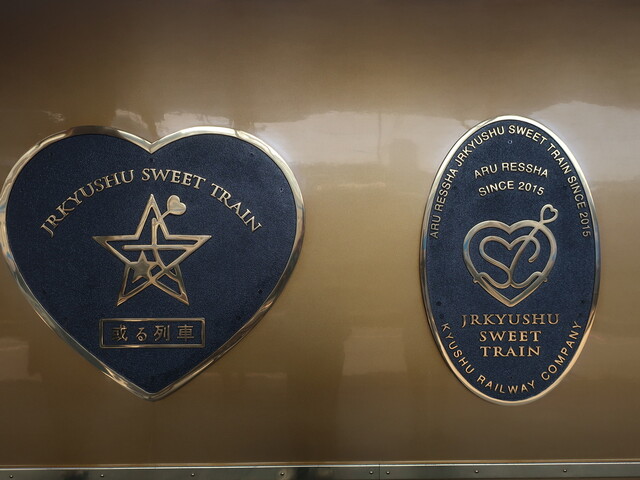 JRKYUSHU SWEET TRAIN
或る列車
ARU RESSHA JRKYUSHU SWEET TRAIN SINCE 2015
ARU RESSHA
SINCE 2015
JRKYUSHU
SWEET
TRAIN
KYUSHU RAILWAY COMPANY